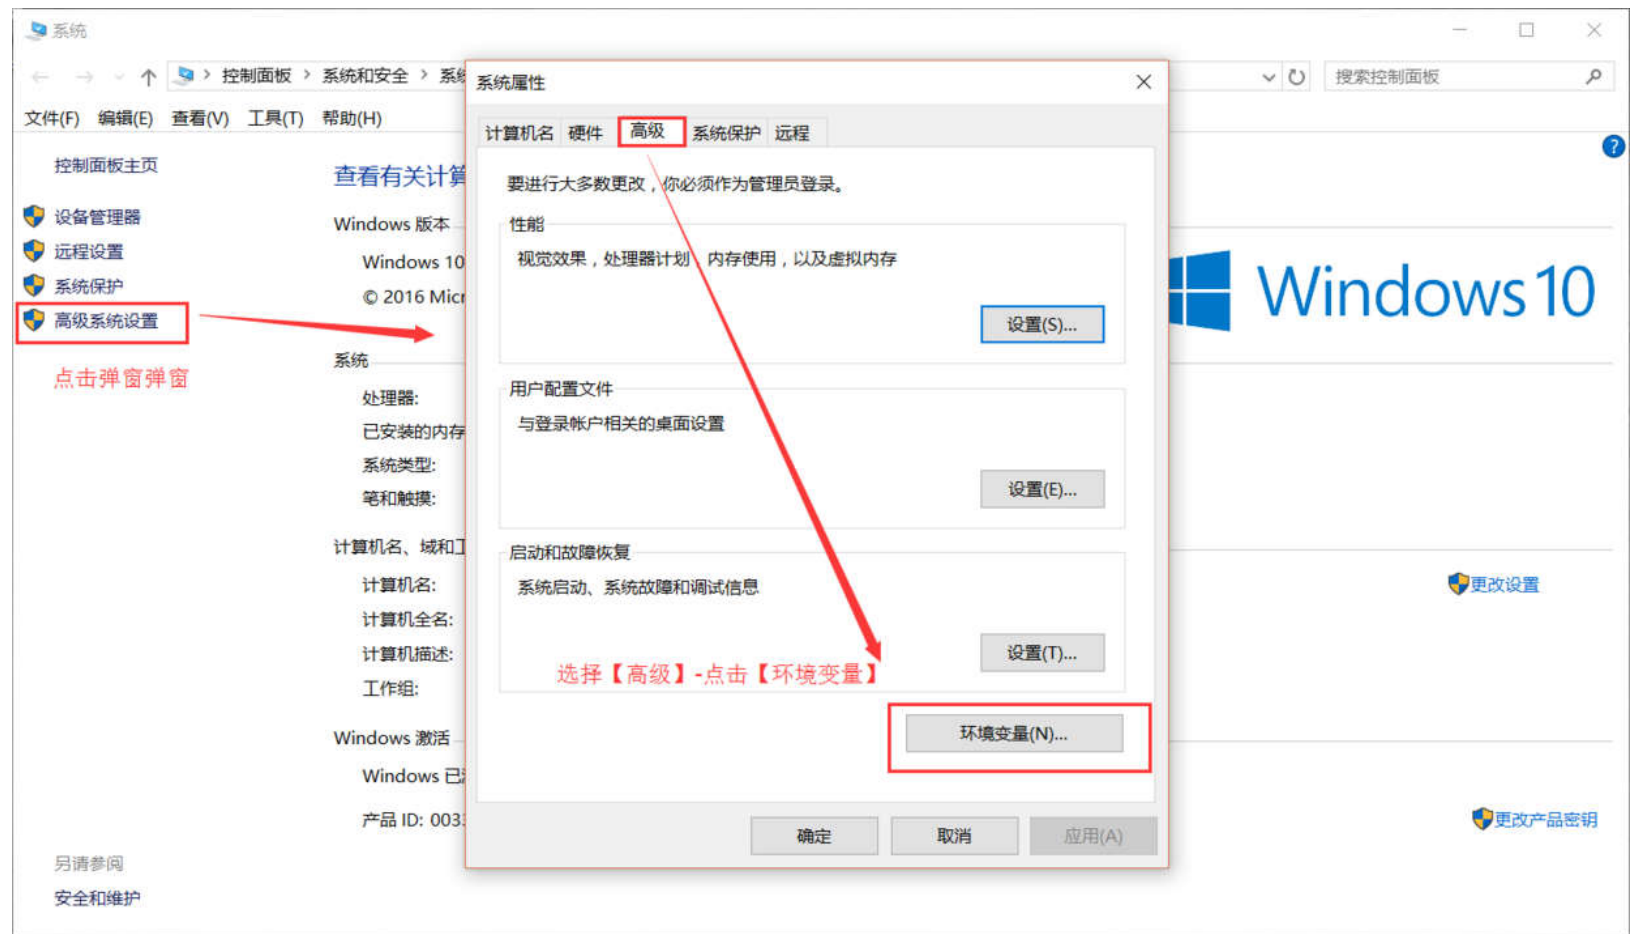 系统
控制面板 > 系统和安全 > 系
搜索控制面板
文件(F) 编辑(E) 查看(V) 工具(T) 帮助(H)
控制面板主页
设备管理器
远程设置
系统保护
高级系统设置
点击弹窗弹窗
另请参阅
安全和维护
查看有关计算
Windows 版本
Windows 10
© 2016 Micr
系统
处理器:
已安装的内存
系统类型:
笔和触摸:
计算机名、域和工
计算机名:
计算机全名:
计算机描述:
工作组:
Windows 激活
Windows 已
产品 ID: 003
系统属性
计算机名 硬件 高级 系统保护 远程
要进行大多数更改，你必须作为管理员登录。
性能
视觉效果，处理器计划，内存使用，以及虚拟内存
设置(S)...
用户配置文件
与登录帐户相关的桌面设置
设置(E)...
启动和故障恢复
系统启动、系统故障和调试信息
设置(T)...
选择【高级】-点击【环境变量】
环境变量(N)...
确定 取消 应用(A)
Windows 10
更改设置
更改产品密钥